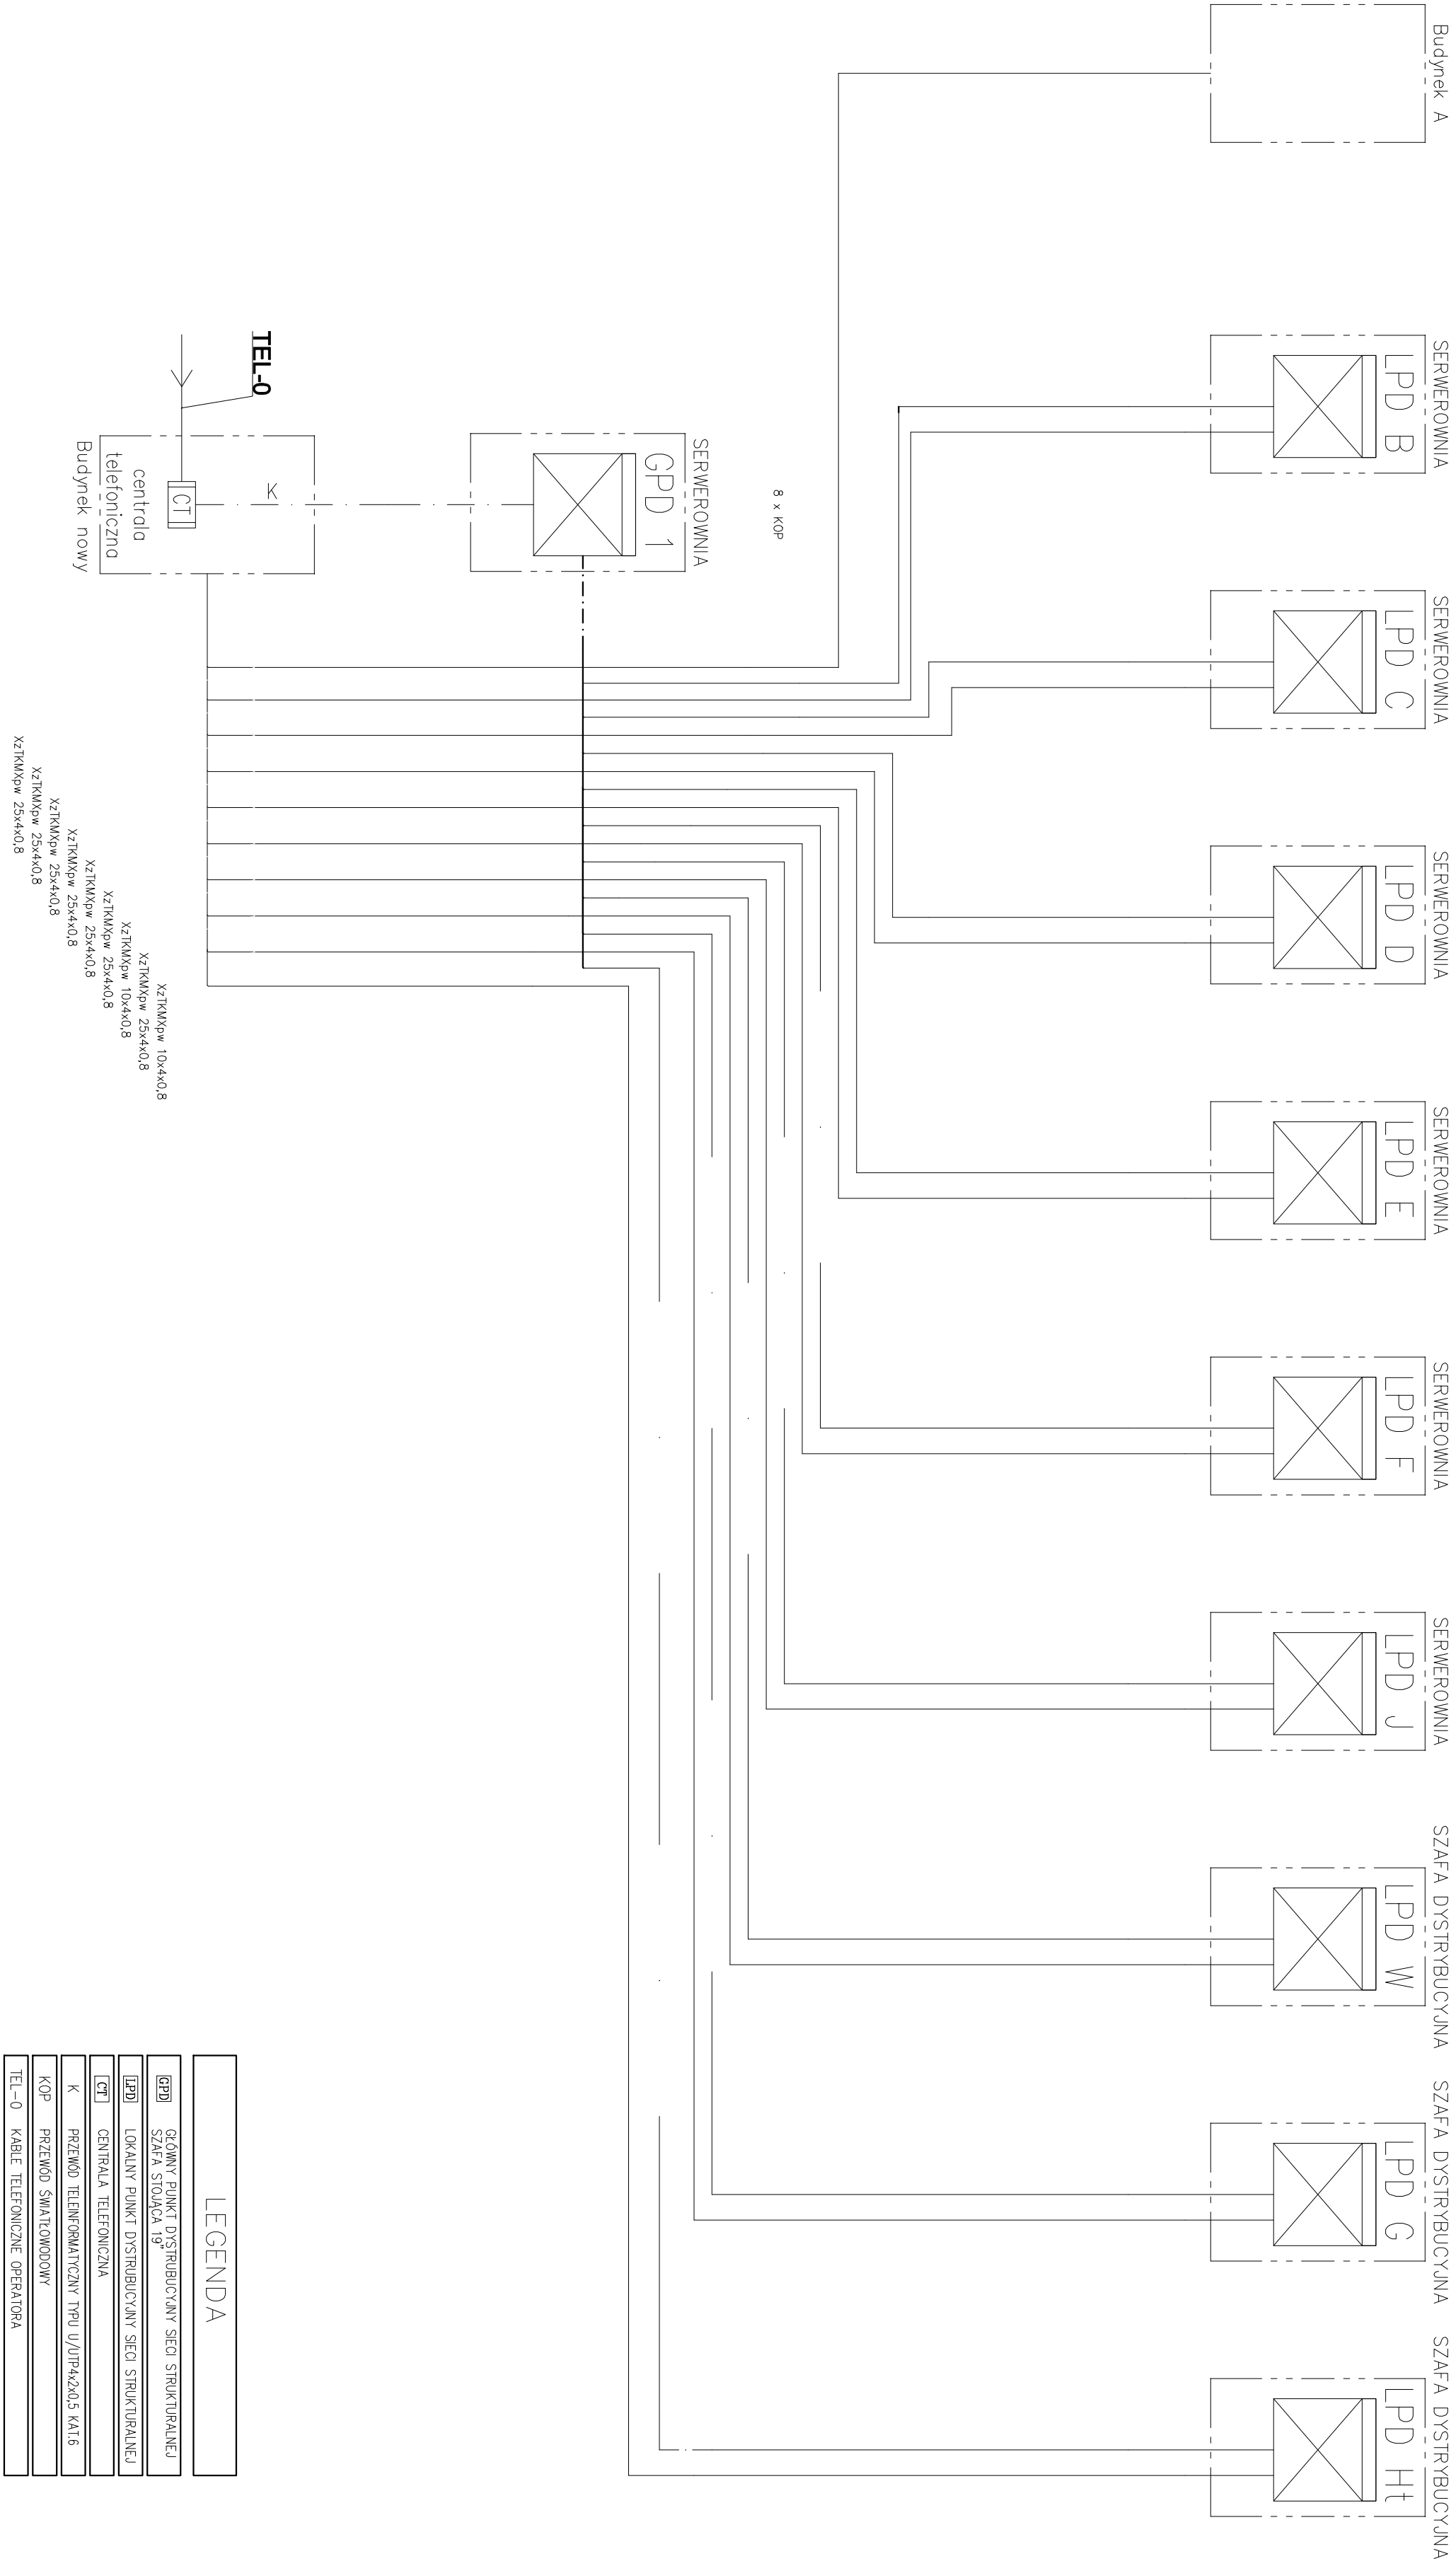 Budynek A
SERWEROWNIA
LPD B
SERWEROWNIA
LPD C
SERWEROWNIA
LPD D
SERWEROWNIA
LPD E
SERWEROWNIA
LPD F
SERWEROWNIA
LPD J
SZAFA DYSTRYBUCYJNA
LPD W
SZAFA DYSTRYBUCYJNA
LPD G
SZAFA DYSTRYBUCYJNA
LPD Ht
8 x KOP
SERWEROWNIA
GPD 1
TEL-0
K
CT
centrala
telefoniczna
Budynek nowy
XzTKMXpw 10x4x0,8
XzTKMXpw 25x4x0,8
XzTKMXpw 10x4x0,8
XzTKMXpw 25x4x0,8
XzTKMXpw 25x4x0,8
XzTKMXpw 25x4x0,8
XzTKMXpw 25x4x0,8
XzTKMXpw 25x4x0,8
XzTKMXpw 25x4x0,8
LEGENDA
GPD GŁÓWNY PUNKT DYSTRUBUCYJNY SIECI STRUKTURALNEJ
SZAFA STOJĄCA 19"
LPD LOKALNY PUNKT DYSTRUBUCYJNY SIECI STRUKTURALNEJ
CT CENTRALA TELEFONICZNA
K PRZEWÓD TELEINFORMATYCZNY TYPU U/UTP4x2x0,5 KAT.6
KOP PRZEWÓD ŚWIATŁOWODOWY
TEL-0 KABLE TELEFONICZNE OPERATORA